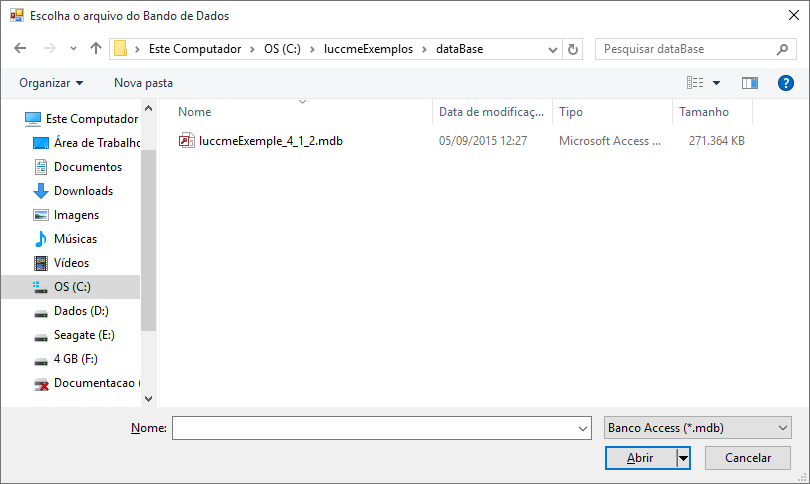 Escolha o arquivo do Bando de Dados
Este Computador > OS (C:) > luccmeExemplos > dataBase
Pesquisar dataBase
Organizar
Nova pasta
?
Nome
Data de modificaç...
Tipo
Tamanho
luccmeExemple_4_1_2.mdb
05/09/2015 12:27
Microsoft Access ...
271.364 KB
Este Computador
Área de Trabalho
Documentos
Downloads
Imagens
Músicas
Vídeos
OS (C:)
Dados (D:)
Seagate (E:)
4 GB (F:)
Documentacao (
Nome:
Banco Access (*.mdb)
Abrir
Cancelar